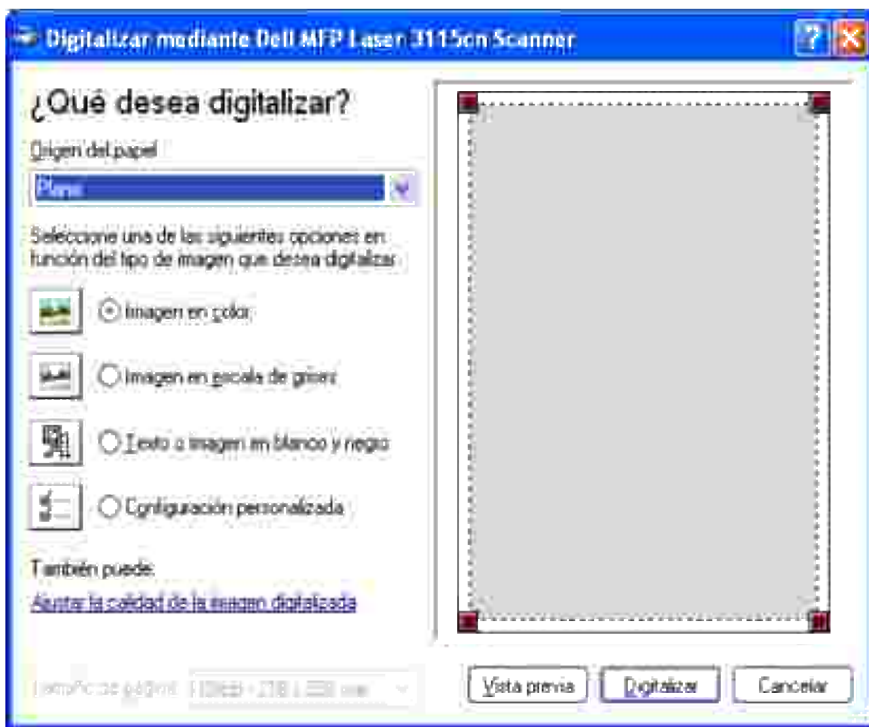 Digitalizar mediante Dell MFP Laser 3115cn Scanner
¿Qué desea digitalizar?
Origen del papel
Plano
Seleccione una de las siguientes opciones en
función del tipo de imagen que desea digitalizar
Imagen en color
Imagen en escala de grises
Texto o imagen en blanco y negro
Configuración personalizada
También puede:
Ajustar la calidad de la imagen digitalizada
Tamaño de página:
Vista previa
Digitalizar
Cancelar